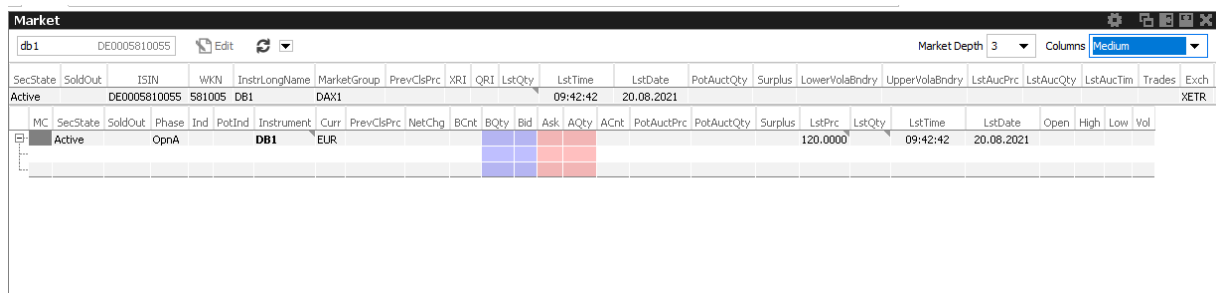 Market
db1 DE0005810055 Edit Market Depth 3 Columns Medium
SecState SoldOut ISIN WKN InstrLongName MarketGroup PrevClsPrc XRI QRI LstQty LstTime LstDate PotAuctQty Surplus LowerVolaBndry UpperVolaBndry LstAucPrc LstAucQty LstAucTim Trades Exch
Active DE0005810055 581005 DB1 DAX1 09:42:42 20.08.2021 XETR
MC SecState SoldOut Phase Ind PotInd Instrument Curr PrevClsPrc NetChg BCnt BQty Bid Ask AQty ACnt PotAuctPrc PotAuctQty Surplus LstPrc LstQty LstTime LstDate Open High Low Vol
Active OpnA DB1 EUR 120.0000 09:42:42 20.08.2021